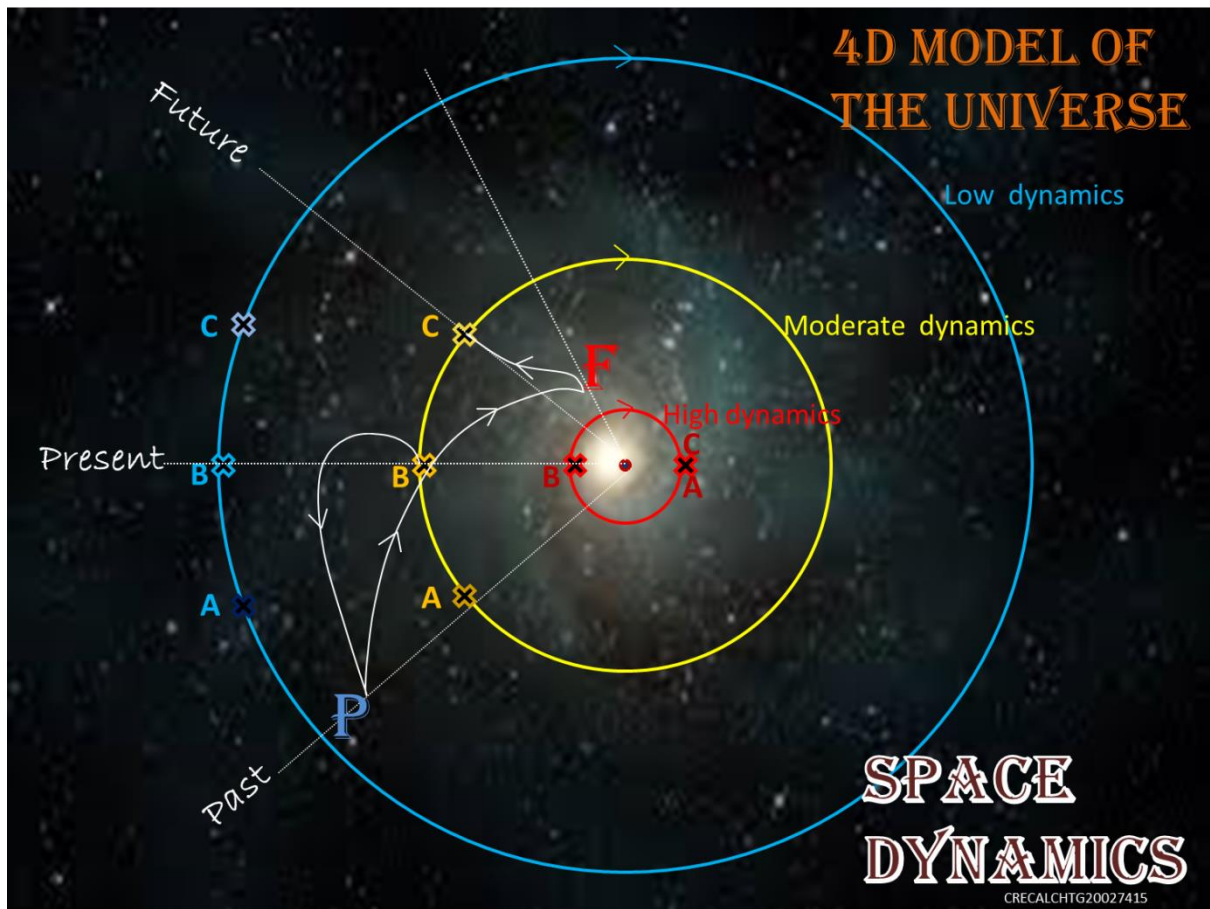 4D MODEL OF
THE UNIVERSE
Future
Low dynamics
C
C
Moderate dynamics
F
High dynamics
Present
B
B
B
C
A
A
A
P
Past
SPACE
DYNAMICS
CRECALCHTG20027415